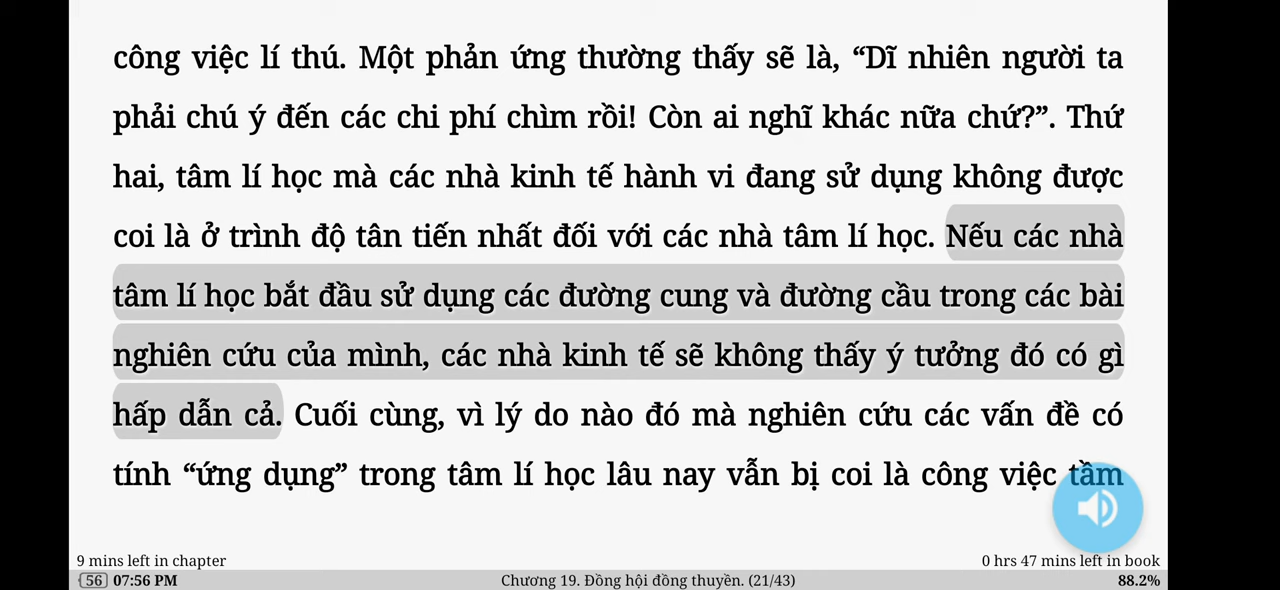 công việc lí thú. Một phản ứng thường thấy sẽ là, “Dĩ nhiên người ta
phải chú ý đến các chi phí chìm rồi! Còn ai nghĩ khác nữa chứ?”. Thứ
hai, tâm lí học mà các nhà kinh tế hành vi đang sử dụng không được
coi là ở trình độ tân tiến nhất đối với các nhà tâm lí học. Nếu các nhà
tâm lí học bắt đầu sử dụng các đường cung và đường cầu trong các bài
nghiên cứu của mình, các nhà kinh tế sẽ không thấy ý tưởng đó có gì
hấp dẫn cả. Cuối cùng, vì lý do nào đó mà nghiên cứu các vấn đề có
tính “ứng dụng” trong tâm lí học lâu nay vẫn bị coi là công việc tầm
9 mins left in chapter 0 hrs 47 mins left in book
56 07:56 PM Chương 19. Đồng hội đồng thuyền. (21/43) 88.2%